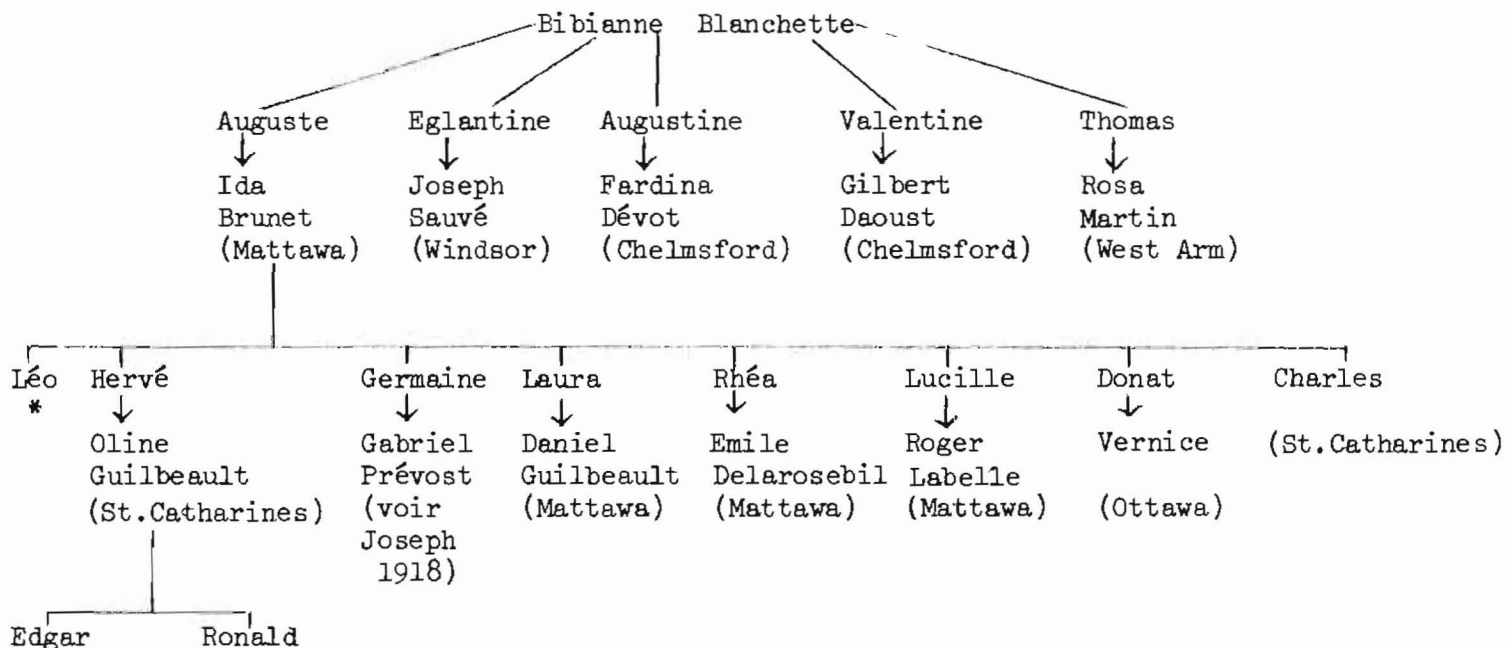 Bibianne Blanchette
Auguste Eglantine Augustine Valentine Thomas
Ida Joseph Fardina Gilbert Rosa
Brunet Sauvé Dévot Daoust Martin
(Mattawa) (Windsor) (Chelmsford) (Chelmsford) (West Arm)
Léo Hervé Germaine Laura Rhéa Lucille Donat Charles
*
Oline Gabriel Daniel Emile Roger Vernice (St.Catharines)
Guilbeault Prévost Guilbeault Delarosebil Labelle
(St.Catharines) (voir (Mattawa) (Mattawa) (Mattawa) (Ottawa)
Joseph
1918)
Edgar Ronald